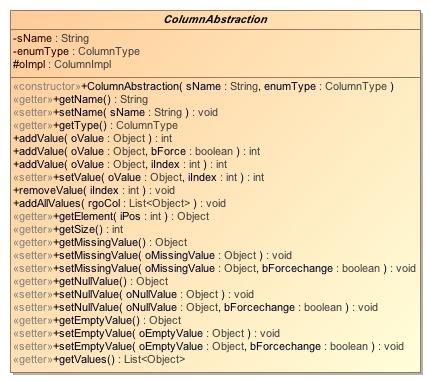 ColumnAbstraction
-sName : String
-enumType : ColumnType
#oImpl : ColumnImpl
«constructor»+ColumnAbstraction( sName : String, enumType : ColumnType )
«getter»+getName() : String
«setter»+setName( sName : String ) : void
«getter»+getType() : ColumnType
+addValue( oValue : Object ) : int
+addValue( oValue : Object, bForce : boolean ) : int
+addValue( oValue : Object, iIndex : int ) : int
«setter»+setValue( oValue : Object, iIndex : int ) : int
+removeValue( iIndex : int ) : void
+addAllValues( rgoCol : List<Object> ) : void
«getter»+getElement( iPos : int ) : Object
«getter»+getSize() : int
«getter»+getMissingValue() : Object
«setter»+setMissingValue( oMissingValue : Object ) : void
«setter»+setMissingValue( oMissingValue : Object, bForcechange : boolean ) : void
«getter»+getNullValue() : Object
«setter»+setNullValue( oNullValue : Object ) : void
«setter»+setNullValue( oNullValue : Object, bForcechange : boolean ) : void
«getter»+getEmptyValue() : Object
«setter»+setEmptyValue( oEmptyValue : Object ) : void
«setter»+setEmptyValue( oEmptyValue : Object, bForcechange : boolean ) : void
«getter»+getValues() : List<Object>